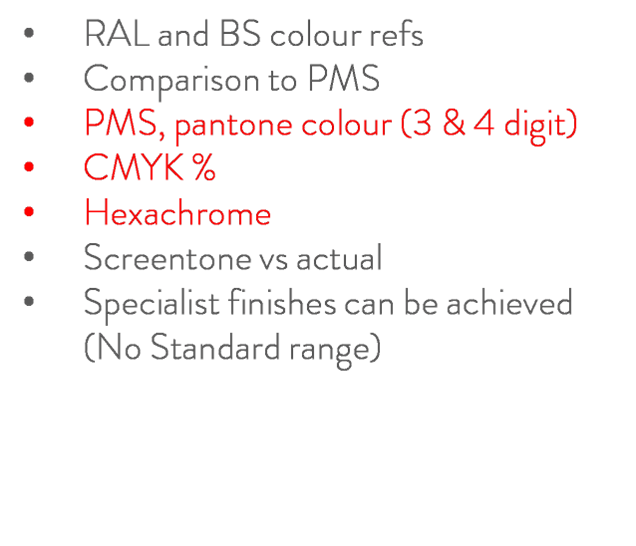 • RAL and BS colour refs
• Comparison to PMS
• PMS, pantone colour (3 & 4 digit)
• CMYK %
• Hexachrome
• Screentone vs actual
• Specialist finishes can be achieved
(No Standard range)